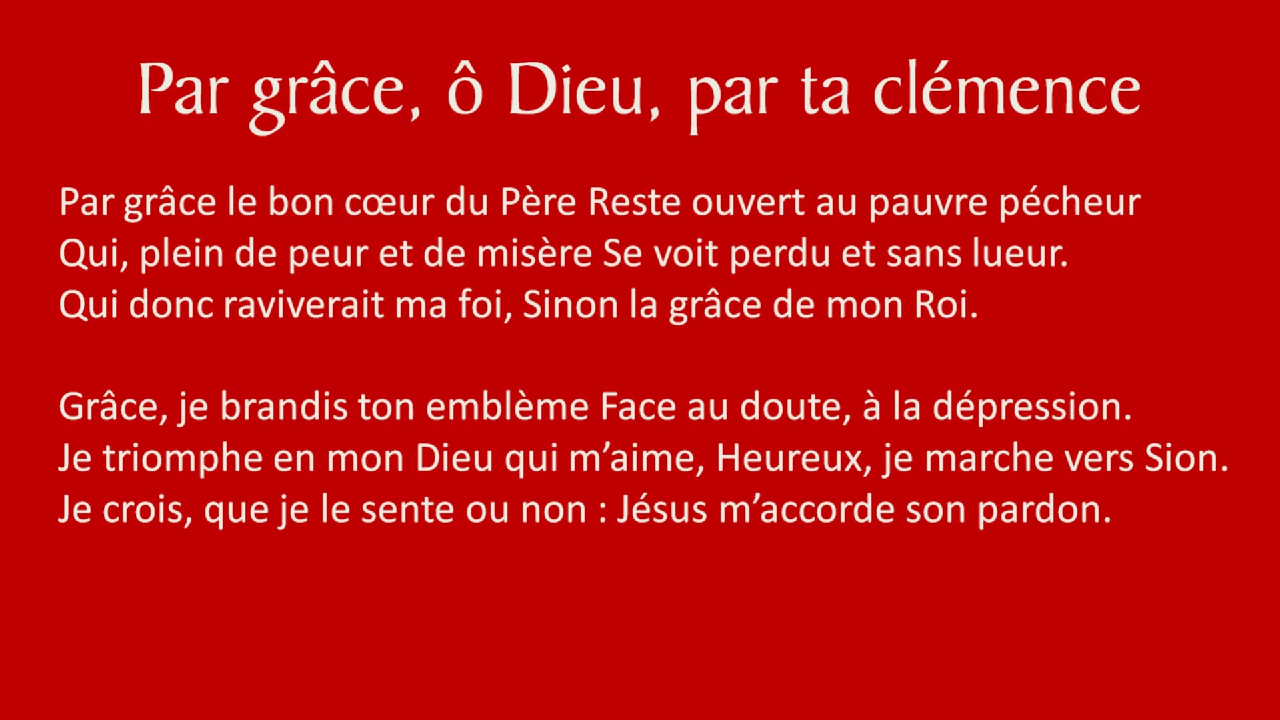 Par grâce, ô Dieu, par ta clémence
Par grâce le bon cœur du Père Reste ouvert au pauvre pécheur
Qui, plein de peur et de misère Se voit perdu et sans lueur.
Qui donc raviverait ma foi, Sinon la grâce de mon Roi.
Grâce, je brandis ton emblème Face au doute, à la dépression.
Je triomphe en mon Dieu qui m’aime, Heureux, je marche vers Sion.
Je crois, que je le sente ou non : Jésus m’accorde son pardon.